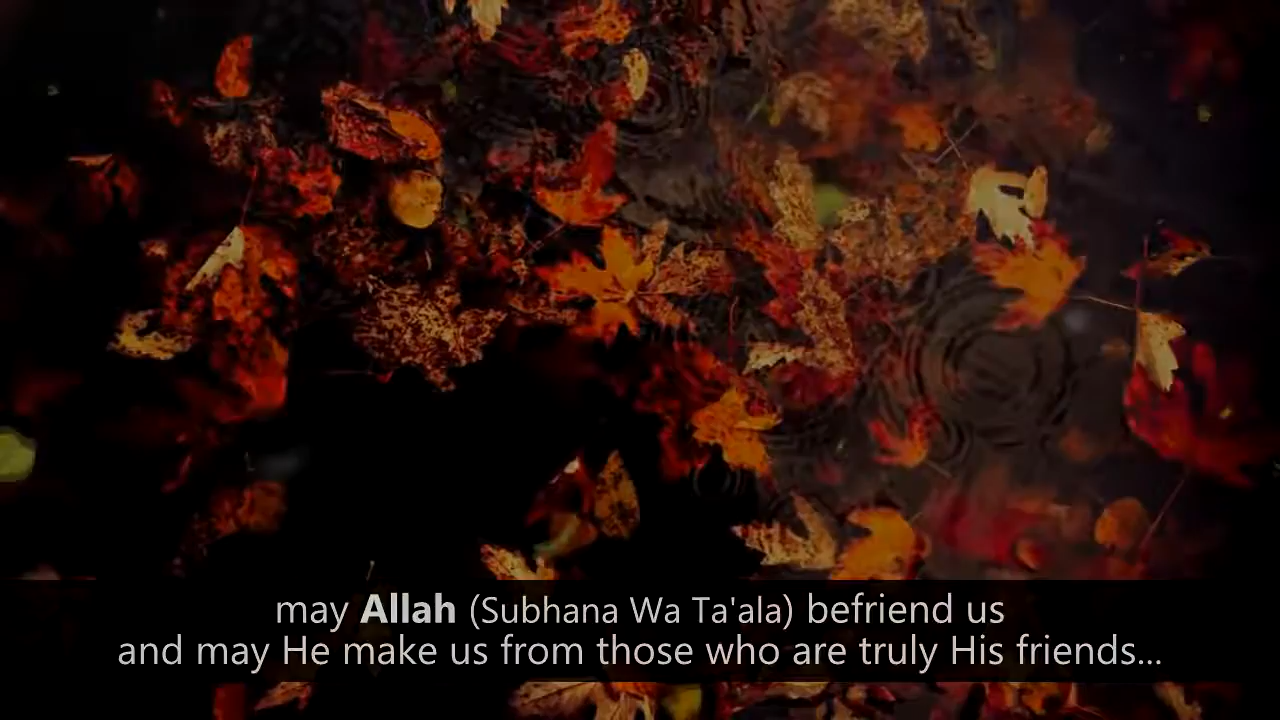 may Allah (Subhana Wa Ta'ala) befriend us
and may He make us from those who are truly His friends...